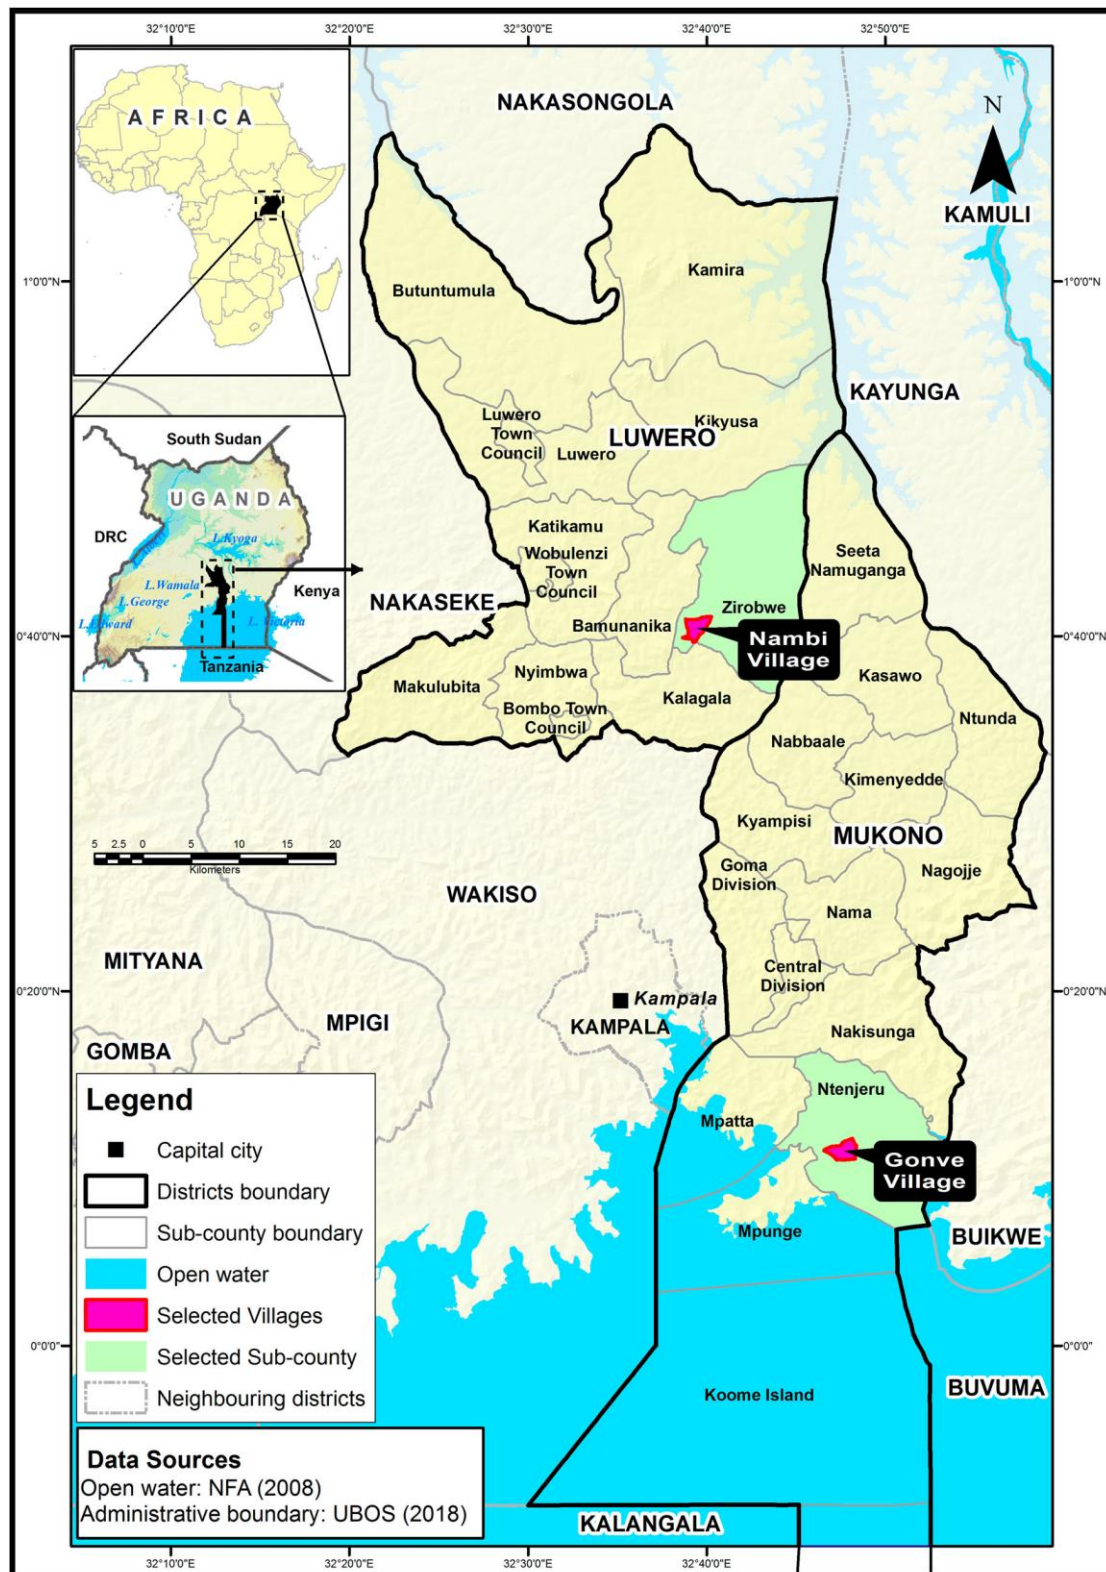 32°10'0"E
32°20'0"E
32°30'0"E
32°40'0"E
32°50'0"E
AFRICA
NAKASONGOLA
N
KAMULI
1°0'0"N
1°0'0"N
Kamira
Butuntumula
KAYUNGA
Kikyusa
LUWERO
Luwero
Town
Council
Luwero
South Sudan
UGANDA
DRC
L.Kyoga
L.Wamala
L.George
L.Edward
L. Victoria
Kenya
Tanzania
Katikamu
Wobulenzi
Town
Council
Seeta
Namuganga
NAKASEKE
Bamunanika
Zirobwe
Nambi
Village
0°40'0"N
0°40'0"N
Kasawo
Makulubita
Nyimbwa
Kalagala
Bombo Town
Council
Ntunda
Nabbaale
Kimenyedde
Kyampisi
MUKONO
5 2.5 0 5 10 15 20
Kilometers
Goma
Division
Nagojje
WAKISO
Nama
MITYANA
Central
Division
0°20'0"N
0°20'0"N
Kampala
KAMPALA
MPIGI
Nakisunga
GOMBA
Ntenjeru
Mpatta
Gonve
Village
Mpunge
BUIKWE
Legend
Capital city
Districts boundary
Sub-county boundary
Open water
Selected Villages
Selected Sub-county
Neighbouring districts
0°0'0"
0°0'0"
Koome Island
BUVUMA
Data Sources
Open water: NFA (2008)
Administrative boundary: UBOS (2018)
KALANGALA
32°10'0"E
32°20'0"E
32°30'0"E
32°40'0"E
32°50'0"E